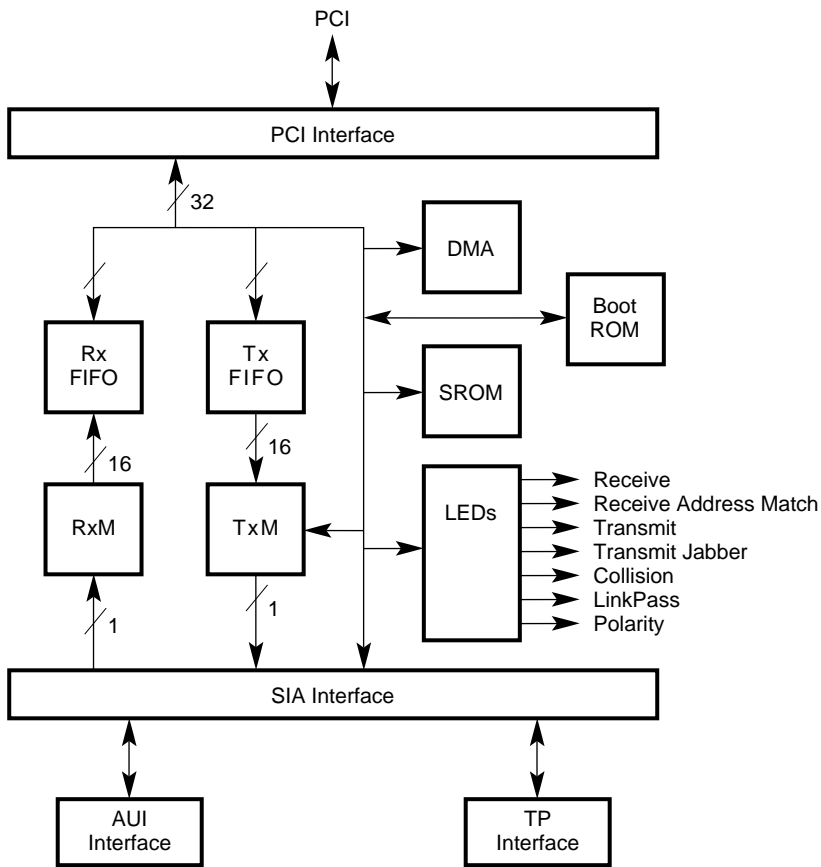 PCI
PCI Interface
32
DMA
Boot
ROM
Rx
FIFO
Tx
FIFO
SROM
16
16
RxM
TxM
LEDs
Receive
Receive Address Match
Transmit
Transmit Jabber
Collision
LinkPass
Polarity
1
1
SIA Interface
AUI
Interface
TP
Interface